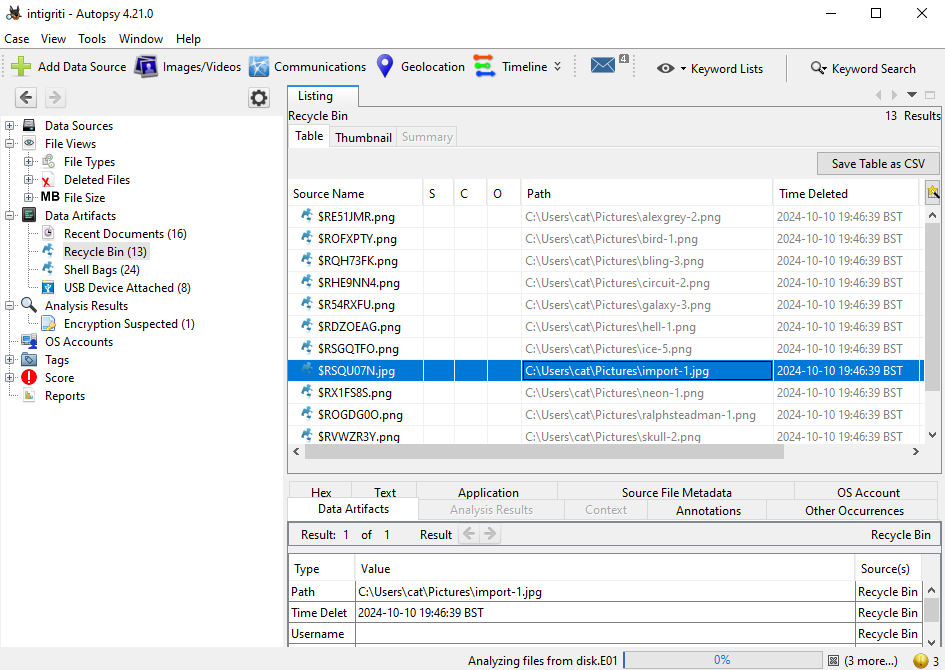 intigriti - Autopsy 4.21.0
Case View Tools Window Help
Add Data Source Images/Videos Communications Geolocation Timeline 4 Keyword Lists Keyword Search
Data Sources
File Views
File Types
Deleted Files
MB File Size
Data Artifacts
Recent Documents (16)
Recycle Bin (13)
Shell Bags (24)
USB Device Attached (8)
Analysis Results
Encryption Suspected (1)
OS Accounts
Tags
Score
Reports
Listing
Recycle Bin 13 Results
Table Thumbnail Summary
Save Table as CSV
Source Name S C O Path Time Deleted
$RE51JMR.png C:\Users\cat\Pictures\alexgrey-2.png 2024-10-10 19:46:39 BST
$ROFXPTY.png C:\Users\cat\Pictures\bird-1.png 2024-10-10 19:46:39 BST
$RQH73FK.png C:\Users\cat\Pictures\bling-3.png 2024-10-10 19:46:39 BST
$RHE9NN4.png C:\Users\cat\Pictures\circuit-2.png 2024-10-10 19:46:39 BST
$R54RXFU.png C:\Users\cat\Pictures\galaxy-3.png 2024-10-10 19:46:39 BST
$RDZOEAG.png C:\Users\cat\Pictures\hell-1.png 2024-10-10 19:46:39 BST
$RSGQTFO.png C:\Users\cat\Pictures\ice-5.png 2024-10-10 19:46:39 BST
$RSQU07N.jpg C:\Users\cat\Pictures\import-1.jpg 2024-10-10 19:46:39 BST
$RX1FS8S.png C:\Users\cat\Pictures\neon-1.png 2024-10-10 19:46:39 BST
$ROGDG0O.png C:\Users\cat\Pictures\ralphsteadman-1.png 2024-10-10 19:46:39 BST
$RVWZR3Y.png C:\Users\cat\Pictures\skull-2.png 2024-10-10 19:46:39 BST
Hex Text Application Source File Metadata OS Account
Data Artifacts Analysis Results Context Annotations Other Occurrences
Result: 1 of 1 Result Recycle Bin
Type Value Source(s)
Path C:\Users\cat\Pictures\import-1.jpg Recycle Bin
Time Delet 2024-10-10 19:46:39 BST Recycle Bin
Username Recycle Bin
Analyzing files from disk.E01 0% (3 more...) 3